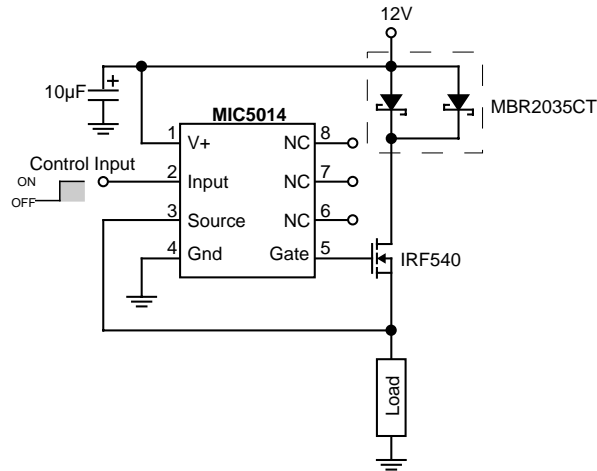 12V
10µF
+
MBR2035CT
MIC5014
1 V+ NC 8
Control Input
ON
OFF
2 Input NC 7
3 Source NC 6
4 Gnd Gate 5
IRF540
Load